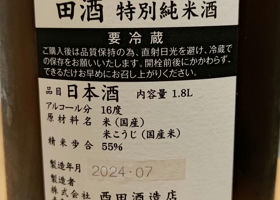 田酒 特別純米酒
要冷蔵
ご購入後は品質保持の為、直射日光を避け、冷蔵で
の保存をお願いいたします。開栓前後にかかわらず、
できるだけお早めにお召し上がりください。
品目 日本酒 内容量 1.8L
アルコール分 16度
原材料名 米(国産)
米こうじ(国産米)
精米歩合 55%
製造年月 2024.07
製造者
株式会社 西田酒造店